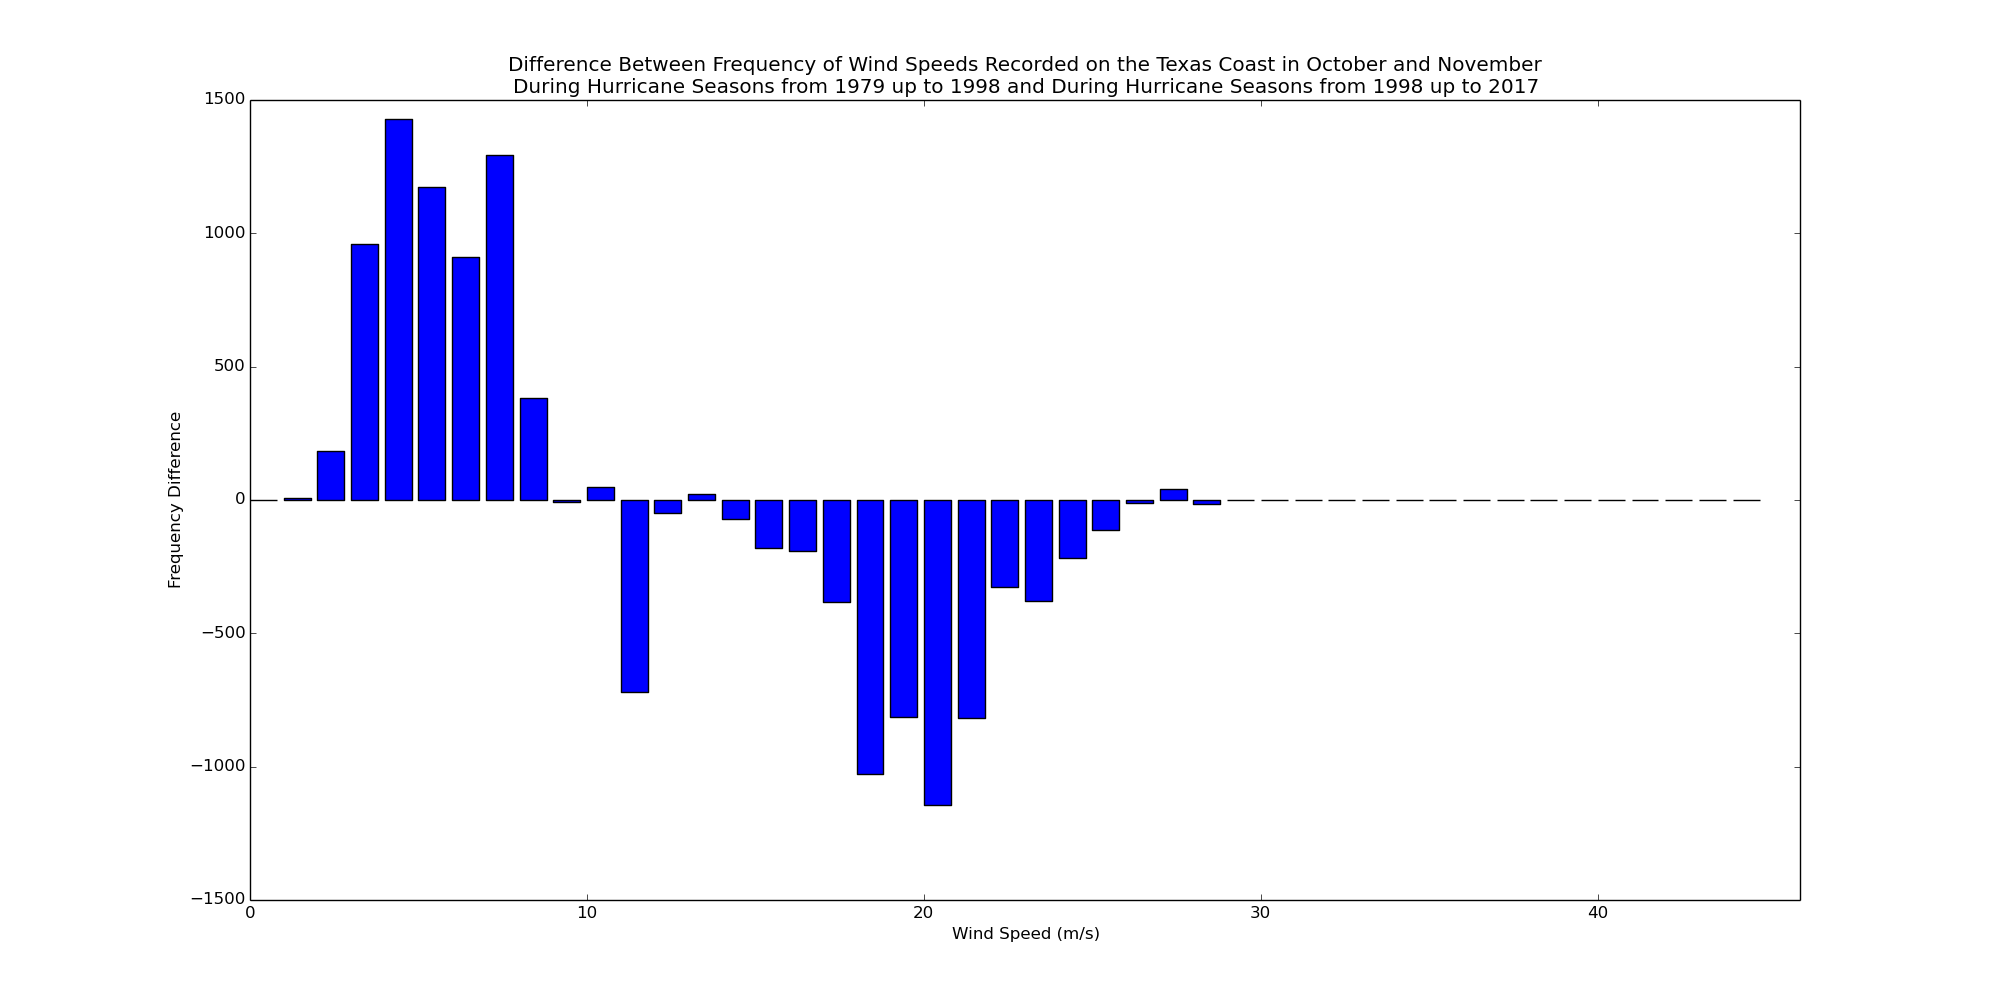 Difference Between Frequency of Wind Speeds Recorded on the Texas Coast in October and November
During Hurricane Seasons from 1979 up to 1998 and During Hurricane Seasons from 1998 up to 2017
1500
1000
500
0
−500
−1000
−1500
Frequency Difference
0 10 20 30 40
Wind Speed (m/s)